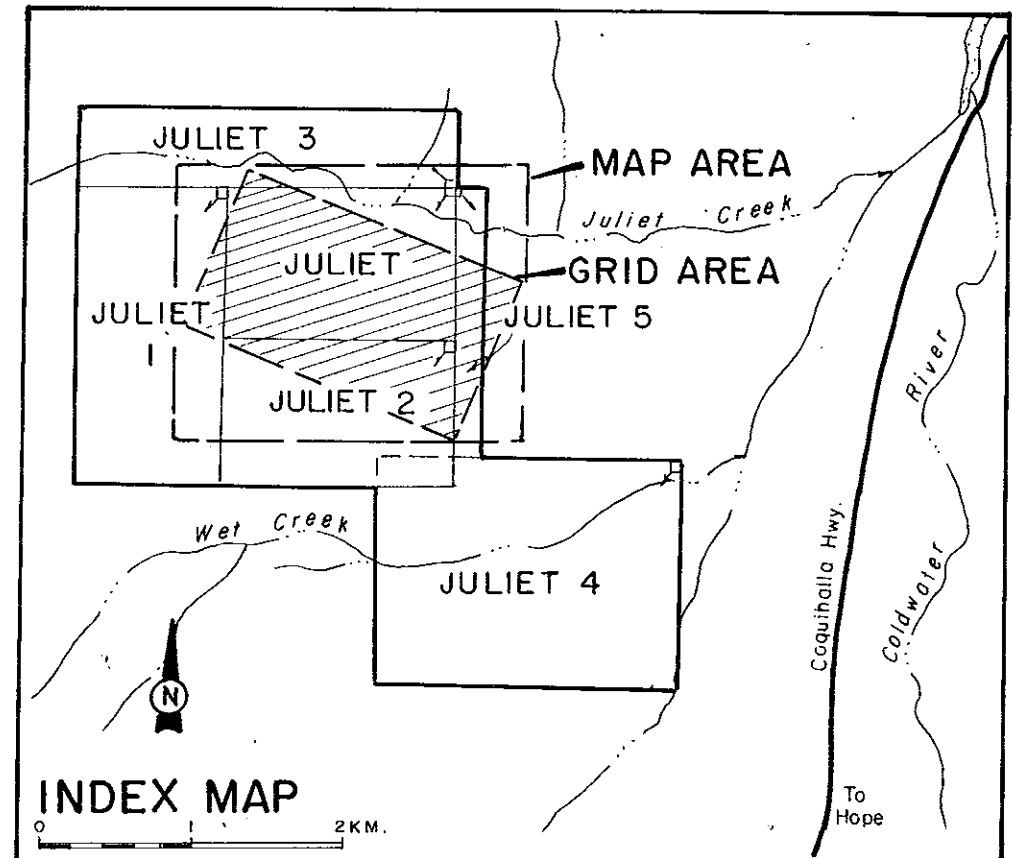 JULIET 3
MAP AREA
Juliet Creek
JULIET
GRID AREA
JULIET
1
JULIET 5
River
JULIET 2
Wet Creek
JULIET 4
Coquihalla Hwy.
Coldwater
N
INDEX MAP
To
Hope
0 1 2 KM.